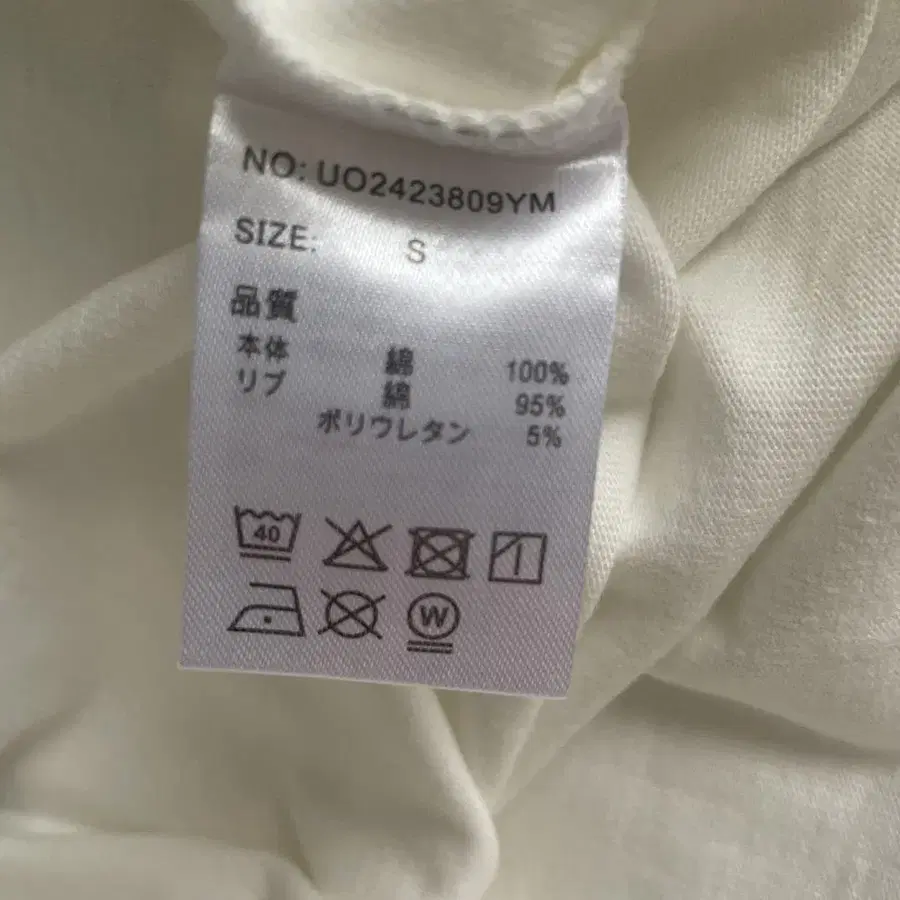 NO: UO2423809YM
SIZE: S
品質
本体 綿 100%
リブ 綿 95%
ポリウレタン 5%
40
W